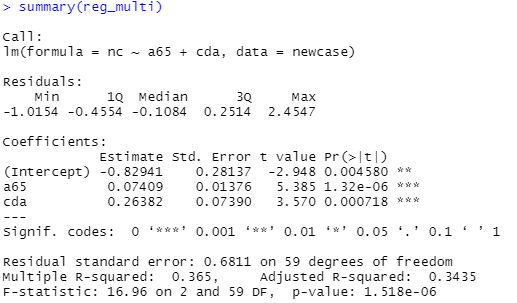 > summary(reg_multi)
Call:
lm(formula = nc ~ a65 + cda, data = newcase)
Residuals:
Min 1Q Median 3Q Max
-1.0154 -0.4554 -0.1084 0.2514 2.4547
Coefficients:
Estimate Std. Error t value Pr(>|t|)
(Intercept) -0.82941 0.28137 -2.948 0.004580 **
a65 0.07409 0.01376 5.385 1.32e-06 ***
cda 0.26382 0.07390 3.570 0.000718 ***
---
Signif. codes: 0 ‘***’ 0.001 ‘**’ 0.01 ‘*’ 0.05 ‘.’ 0.1 ‘ ’ 1
Residual standard error: 0.6811 on 59 degrees of freedom
Multiple R-squared: 0.365, Adjusted R-squared: 0.3435
F-statistic: 16.96 on 2 and 59 DF, p-value: 1.518e-06